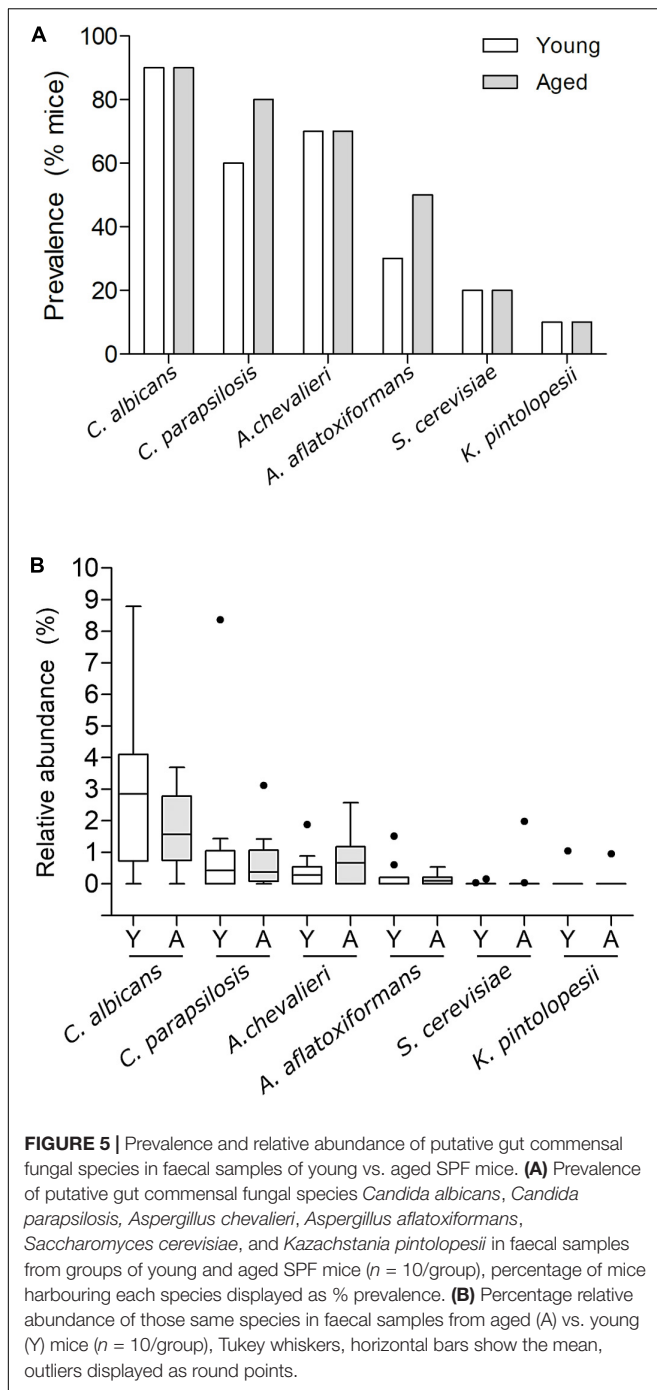 A
Prevalence (% mice)
100
80
60
40
20
0
Young
Aged
C. albicans
C. parapsilosis
A.chevalieri
A. aflatoxiformans
S. cerevisiae
K. pintolopesii
B
Relative abundance (%)
10
9
8
7
6
5
4
3
2
1
0
Y A Y A Y A Y A Y A Y A
C. albicans
C. parapsilosis
A.chevalieri
A. aflatoxiformans
S. cerevisiae
K. pintolopesii
FIGURE 5 | Prevalence and relative abundance of putative gut commensal
fungal species in faecal samples of young vs. aged SPF mice. (A) Prevalence
of putative gut commensal fungal species Candida albicans, Candida
parapsilosis, Aspergillus chevalieri, Aspergillus aflatoxiformans,
Saccharomyces cerevisiae, and Kazachstania pintolopesii in faecal samples
from groups of young and aged SPF mice (n = 10/group), percentage of mice
harbouring each species displayed as % prevalence. (B) Percentage relative
abundance of those same species in faecal samples from aged (A) vs. young
(Y) mice (n = 10/group), Tukey whiskers, horizontal bars show the mean,
outliers displayed as round points.